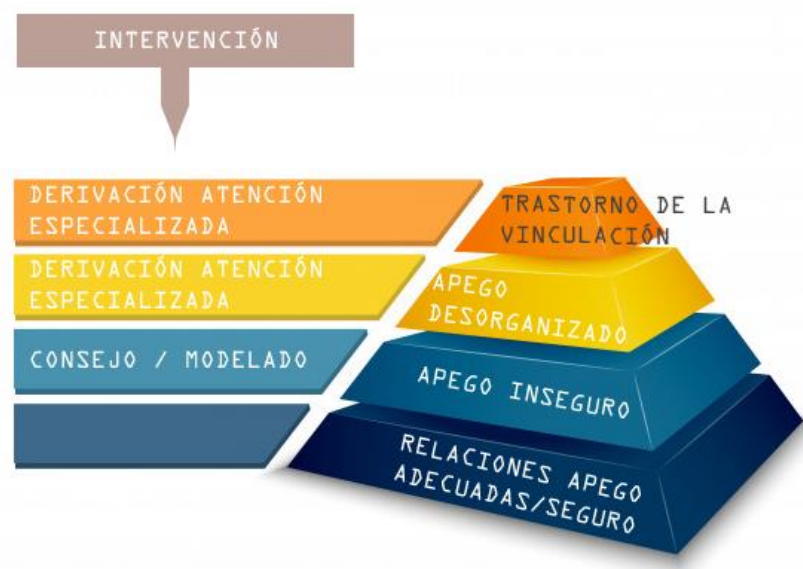 INTERVENCIÓN
DERIVACIÓN ATENCIÓN
ESPECIALIZADA
TRASTORNO DE LA
VINCULACIÓN
DERIVACIÓN ATENCIÓN
ESPECIALIZADA
APEGO
DESORGANIZADO
CONSEJO / MODELADO
APEGO INSEGURO
RELACIONES APEGO
ADECUADAS/SEGURO